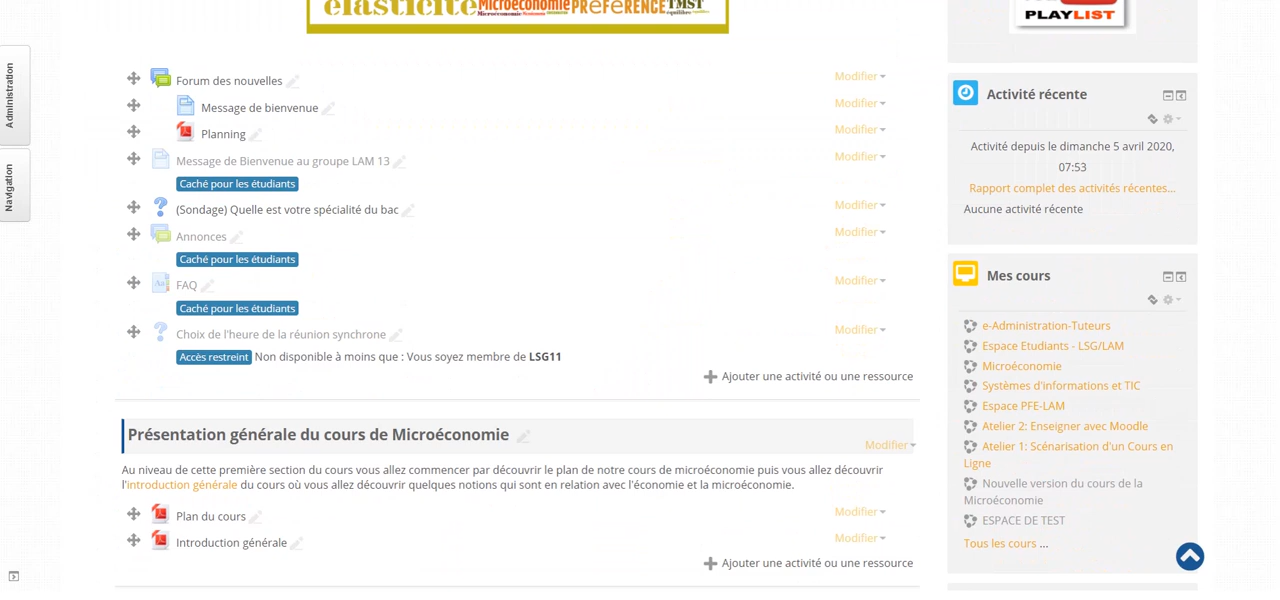 élasticité Microéconomie PRÉFÉRENCE TMST
Microéconomie Sesssion équilibre
PLAYLIST
Administration
Navigation
Forum des nouvelles Modifier
Message de bienvenue Modifier
Planning Modifier
Message de Bienvenue au groupe LAM 13 Modifier
Caché pour les étudiants
(Sondage) Quelle est votre spécialité du bac Modifier
Annonces Modifier
Caché pour les étudiants
FAQ Modifier
Caché pour les étudiants
Choix de l'heure de la réunion synchrone Modifier
Accès restreint Non disponible à moins que : Vous soyez membre de LSG11
Ajouter une activité ou une ressource
Présentation générale du cours de Microéconomie
Modifier
Au niveau de cette première section du cours vous allez commencer par découvrir le plan de notre cours de microéconomie puis vous allez découvrir
l'introduction générale du cours où vous allez découvrir quelques notions qui sont en relation avec l'économie et la microéconomie.
Plan du cours Modifier
Introduction générale Modifier
Ajouter une activité ou une ressource
Activité récente
Activité depuis le dimanche 5 avril 2020,
07:53
Rapport complet des activités récentes...
Aucune activité récente
Mes cours
e-Administration-Tuteurs
Espace Etudiants - LSG/LAM
Microéconomie
Systèmes d'informations et TIC
Espace PFE-LAM
Atelier 2: Enseigner avec Moodle
Atelier 1: Scénarisation d'un Cours en
Ligne
Nouvelle version du cours de la
Microéconomie
ESPACE DE TEST
Tous les cours ...